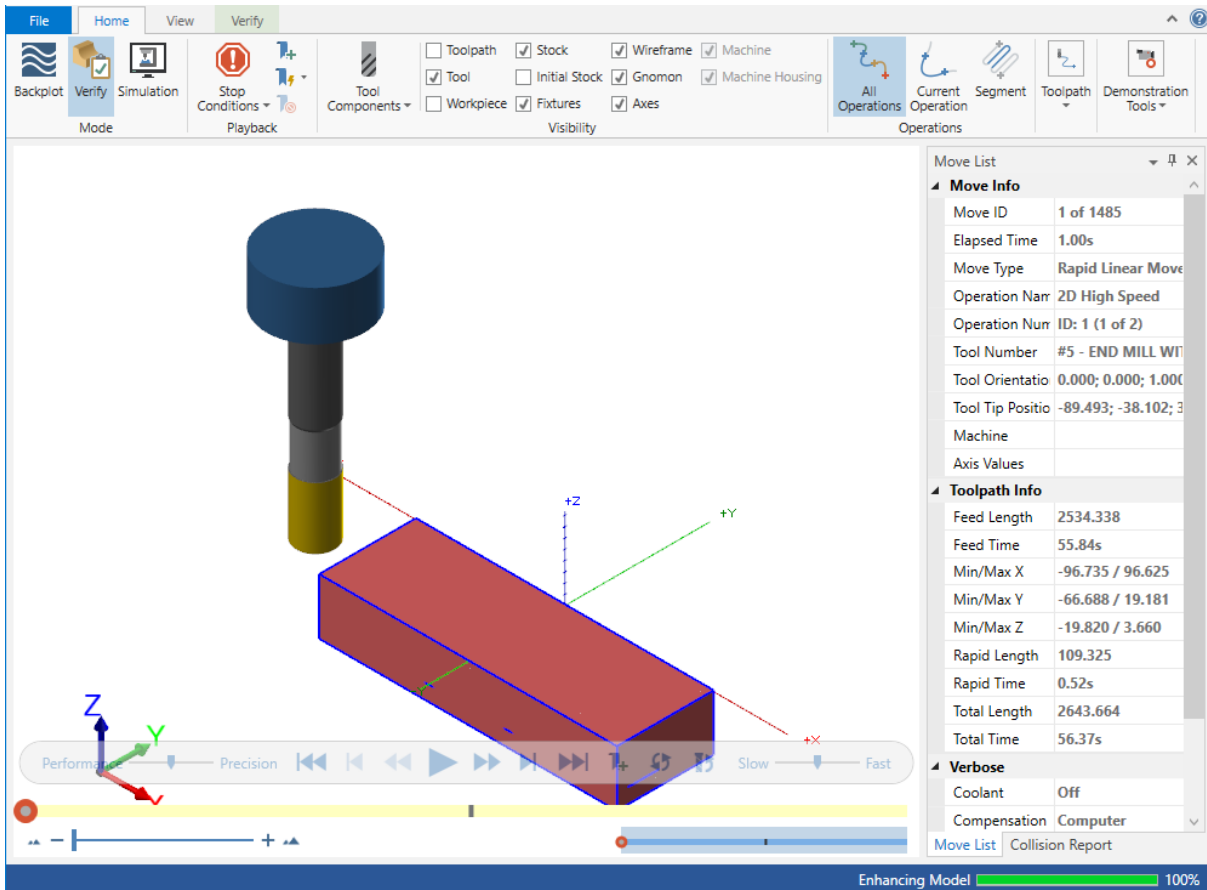 File Home View Verify
Toolpath Stock Wireframe Machine
Tool Initial Stock Gnomon Machine Housing
Workpiece Fixtures Axes
Backplot Verify Simulation
Stop Conditions
Tool Components
All Operations
Current Operation
Segment
Toolpath
Demonstration Tools
Mode Playback Visibility Operations
Move List
Move Info
Move ID 1 of 1485
Elapsed Time 1.00s
Move Type Rapid Linear Move
Operation Nam 2D High Speed
Operation Num ID: 1 (1 of 2)
Tool Number #5 - END MILL WIT
Tool Orientatio 0.000; 0.000; 1.000
Tool Tip Positio -89.493; -38.102; 3
Machine
Axis Values
Toolpath Info
Feed Length 2534.338
Feed Time 55.84s
Min/Max X -96.735 / 96.625
Min/Max Y -66.688 / 19.181
Min/Max Z -19.820 / 3.660
Rapid Length 109.325
Rapid Time 0.52s
Total Length 2643.664
Total Time 56.37s
Verbose
Coolant Off
Compensation Computer
Move List Collision Report
+Z
+Y
+X
Z
Y
Performance Precision Slow Fast
Enhancing Model 100%